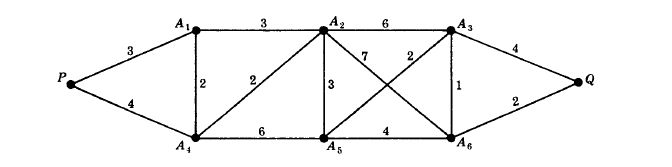 A₁ 3 A₂ 6 A₃
3 7 4
P 2 2 3 2 1 Q
4 2
A₄ 6 A₅ 4 A₆